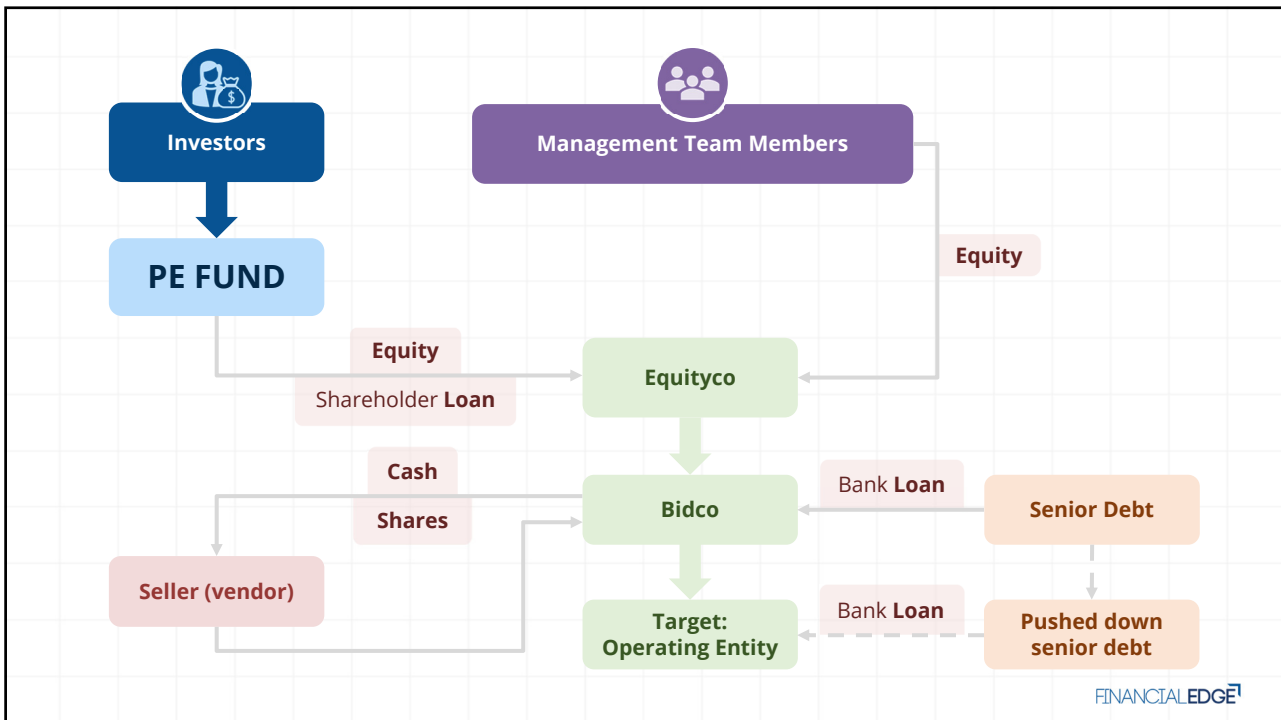 $
Investors
Management Team Members
PE FUND
Equity
Equity
Shareholder Loan
Equityco
Cash
Shares
Bank Loan
Bidco
Senior Debt
Seller (vendor)
Bank Loan
Target:
Operating Entity
Pushed down
senior debt
FINANCIALEDGE